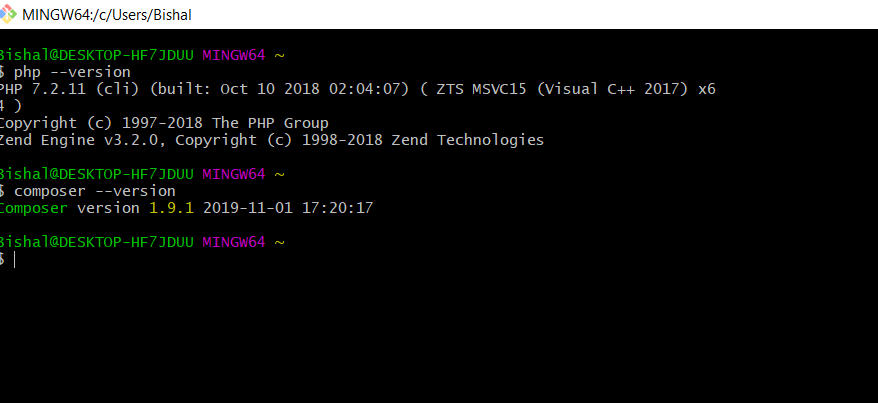 MINGW64:/c/Users/Bishal
Bishal@DESKTOP-HF7JDUU MINGW64 ~
$ php --version
PHP 7.2.11 (cli) (built: Oct 10 2018 02:04:07) ( ZTS MSVC15 (Visual C++ 2017) x6
4 )
Copyright (c) 1997-2018 The PHP Group
Zend Engine v3.2.0, Copyright (c) 1998-2018 Zend Technologies
Bishal@DESKTOP-HF7JDUU MINGW64 ~
$ composer --version
Composer version 1.9.1 2019-11-01 17:20:17
Bishal@DESKTOP-HF7JDUU MINGW64 ~
$